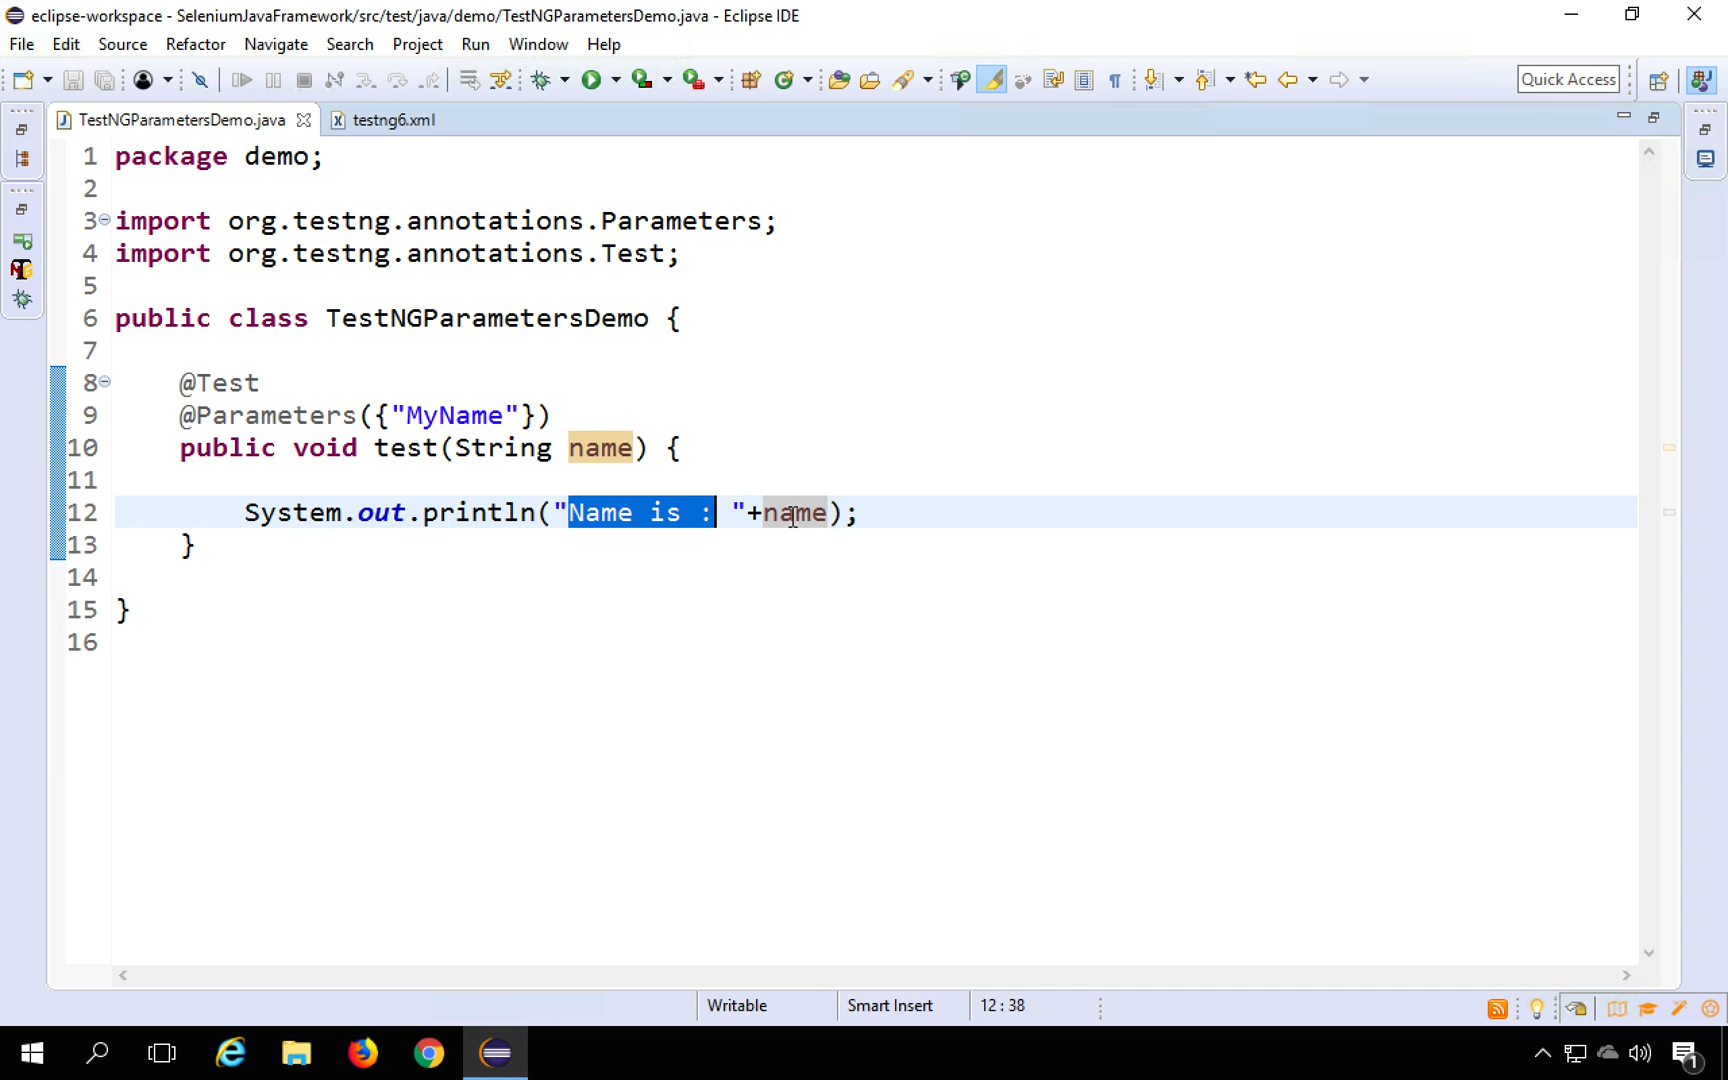 eclipse-workspace - SeleniumJavaFramework/src/test/java/demo/TestNGParametersDemo.java - Eclipse IDE
File Edit Source Refactor Navigate Search Project Run Window Help
Quick Access
TestNGParametersDemo.java testng6.xml
1 package demo;
2
3 import org.testng.annotations.Parameters;
4 import org.testng.annotations.Test;
5
6 public class TestNGParametersDemo {
7
8 @Test
9 @Parameters({"MyName"})
10 public void test(String name) {
11
12 System.out.println("Name is : "+name);
13 }
14
15 }
16
Writable Smart Insert 12 : 38
1